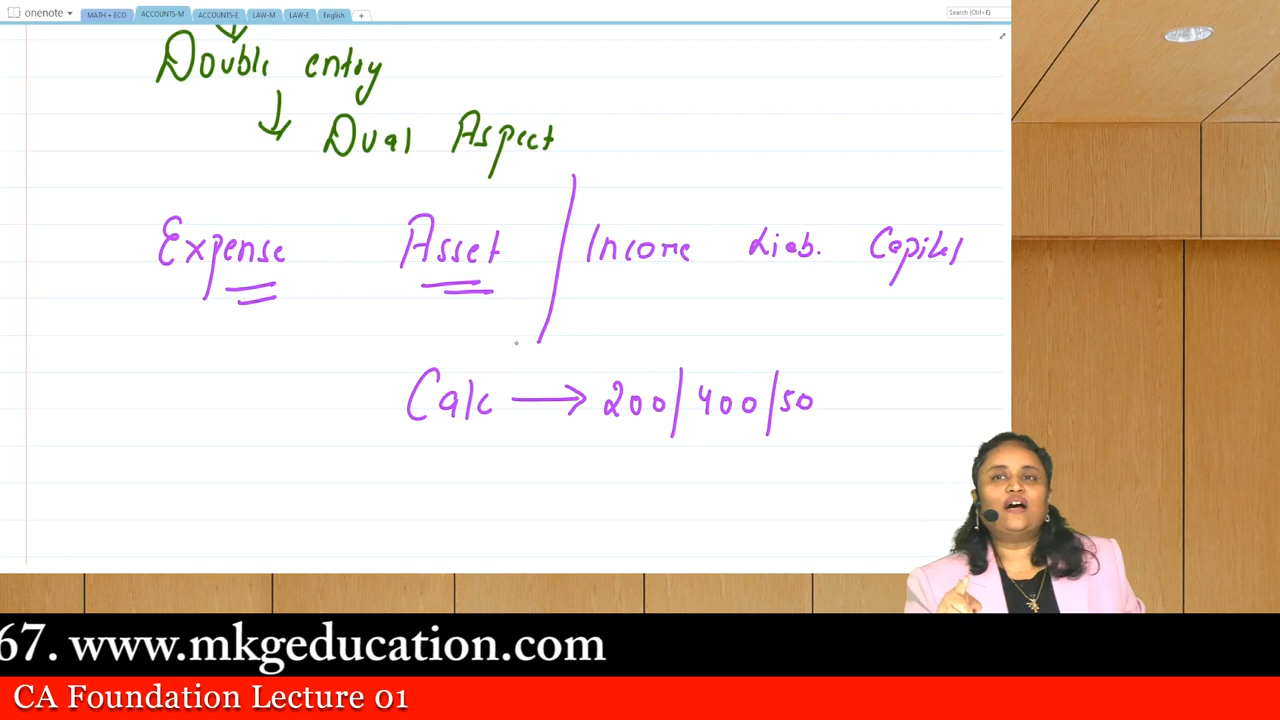 onenote
MATH + ECO ACCOUNTS-M ACCOUNTS-E LAW-M LAW-E English +
Search (Ctrl+E)
Double entry
Dual Aspect
Expense Asset / Income Liab. Capital
Calc → 200/400/50
67. www.mkgeducation.com
CA Foundation Lecture 01